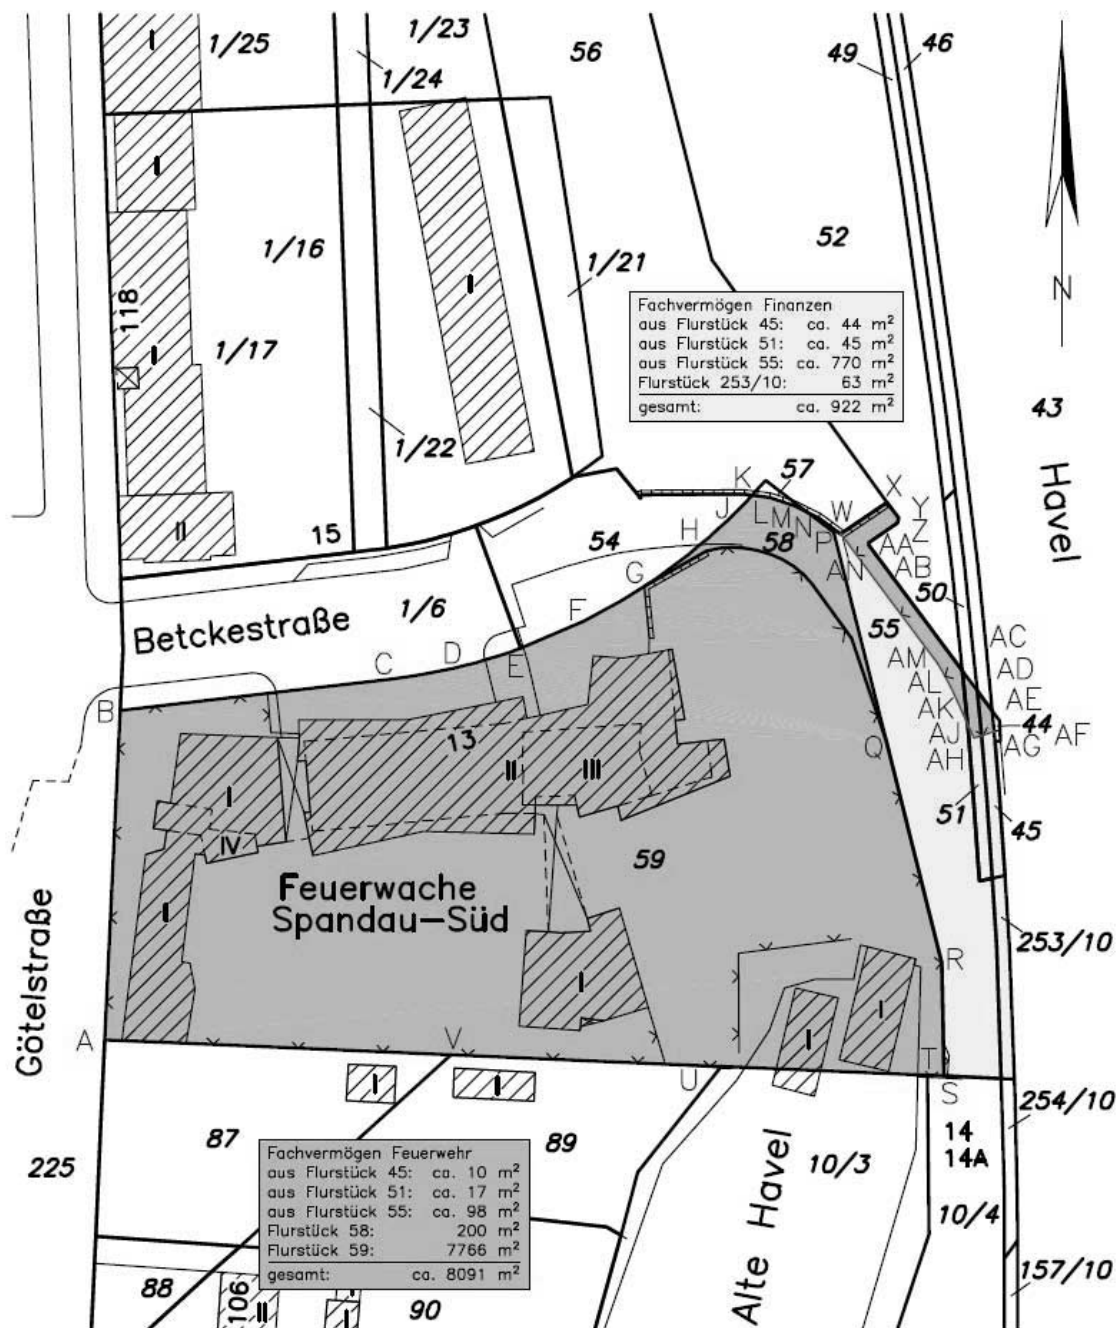 I
1/25
1/23
1/24
56
49
46
I
1/16
1/21
52
N
118
I
1/17
I
Fachvermögen Finanzen
aus Flurstück 45: ca. 44 m²
aus Flurstück 51: ca. 45 m²
aus Flurstück 55: ca. 770 m²
Flurstück 253/10: 63 m²
gesamt: ca. 922 m²
43
1/22
Havel
II
15
K
57
X
J
L
M
N
W
Y
Z
H
P
AA
54
58
AN
AB
G
50
1/6
F
55
Betckestraße
AC
D
E
AM
AD
C
AL
AE
B
AK
44
AF
13
AJ
AG
Q
AH
II
III
I
51
45
IV
59
Feuerwache
Spandau-Süd
I
253/10
R
Götelstraße
I
I
I
A
V
T
U
S
I
I
254/10
87
89
14
14A
225
10/3
10/4
Fachvermögen Feuerwehr
aus Flurstück 45: ca. 10 m²
aus Flurstück 51: ca. 17 m²
aus Flurstück 55: ca. 98 m²
Flurstück 58: 200 m²
Flurstück 59: 7766 m²
gesamt: ca. 8091 m²
Alte Havel
157/10
88
106
II
I
I
90